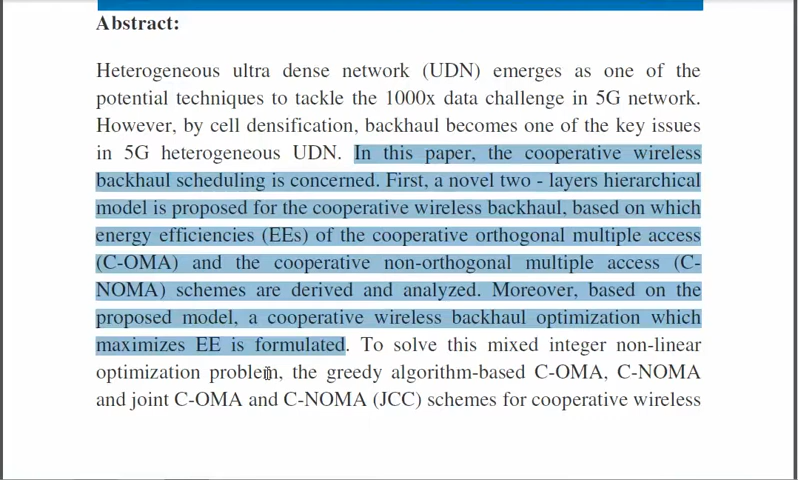 Abstract:
Heterogeneous ultra dense network (UDN) emerges as one of the
potential techniques to tackle the 1000x data challenge in 5G network.
However, by cell densification, backhaul becomes one of the key issues
in 5G heterogeneous UDN. In this paper, the cooperative wireless
backhaul scheduling is concerned. First, a novel two - layers hierarchical
model is proposed for the cooperative wireless backhaul, based on which
energy efficiencies (EEs) of the cooperative orthogonal multiple access
(C-OMA) and the cooperative non-orthogonal multiple access (C-
NOMA) schemes are derived and analyzed. Moreover, based on the
proposed model, a cooperative wireless backhaul optimization which
maximizes EE is formulated. To solve this mixed integer non-linear
optimization problem, the greedy algorithm-based C-OMA, C-NOMA
and joint C-OMA and C-NOMA (JCC) schemes for cooperative wireless